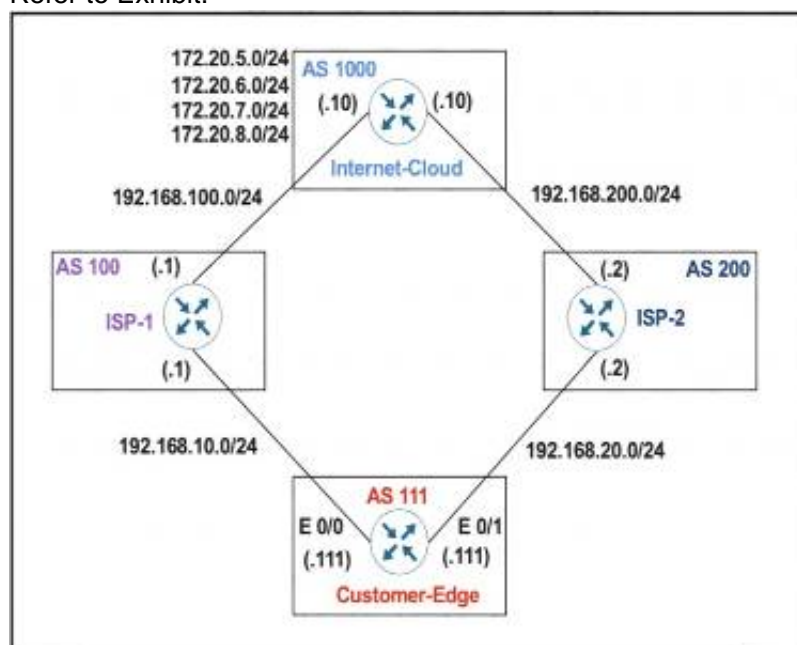 Refer to Exhibit.
172.20.5.0/24
172.20.6.0/24
172.20.7.0/24
172.20.8.0/24
AS 1000
(.10)
(.10)
Internet-Cloud
192.168.100.0/24
192.168.200.0/24
AS 100
(.1)
ISP-1
(.1)
(.2)
AS 200
ISP-2
(.2)
192.168.10.0/24
192.168.20.0/24
AS 111
E 0/0
E 0/1
(.111)
(.111)
Customer-Edge